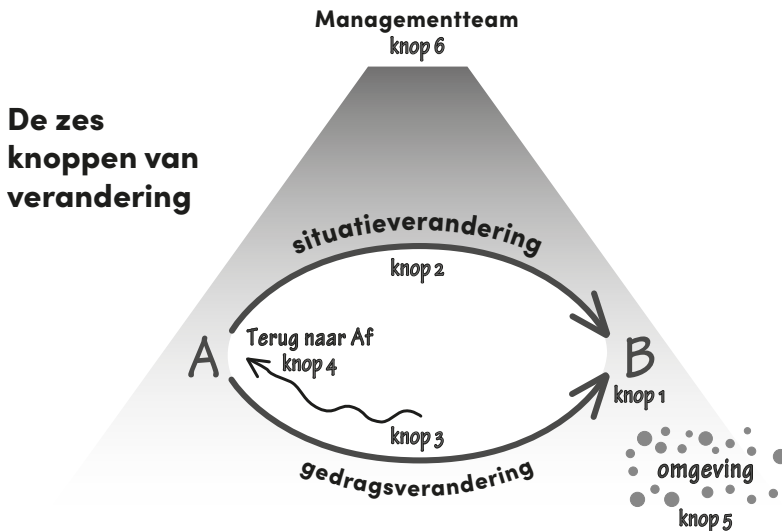 Managementteam
knop 6
De zes
knoppen van
verandering
situatieverandering
knop 2
Terug naar Af
knop 4
A
B
knop 1
knop 3
gedragsverandering
omgeving
knop 5